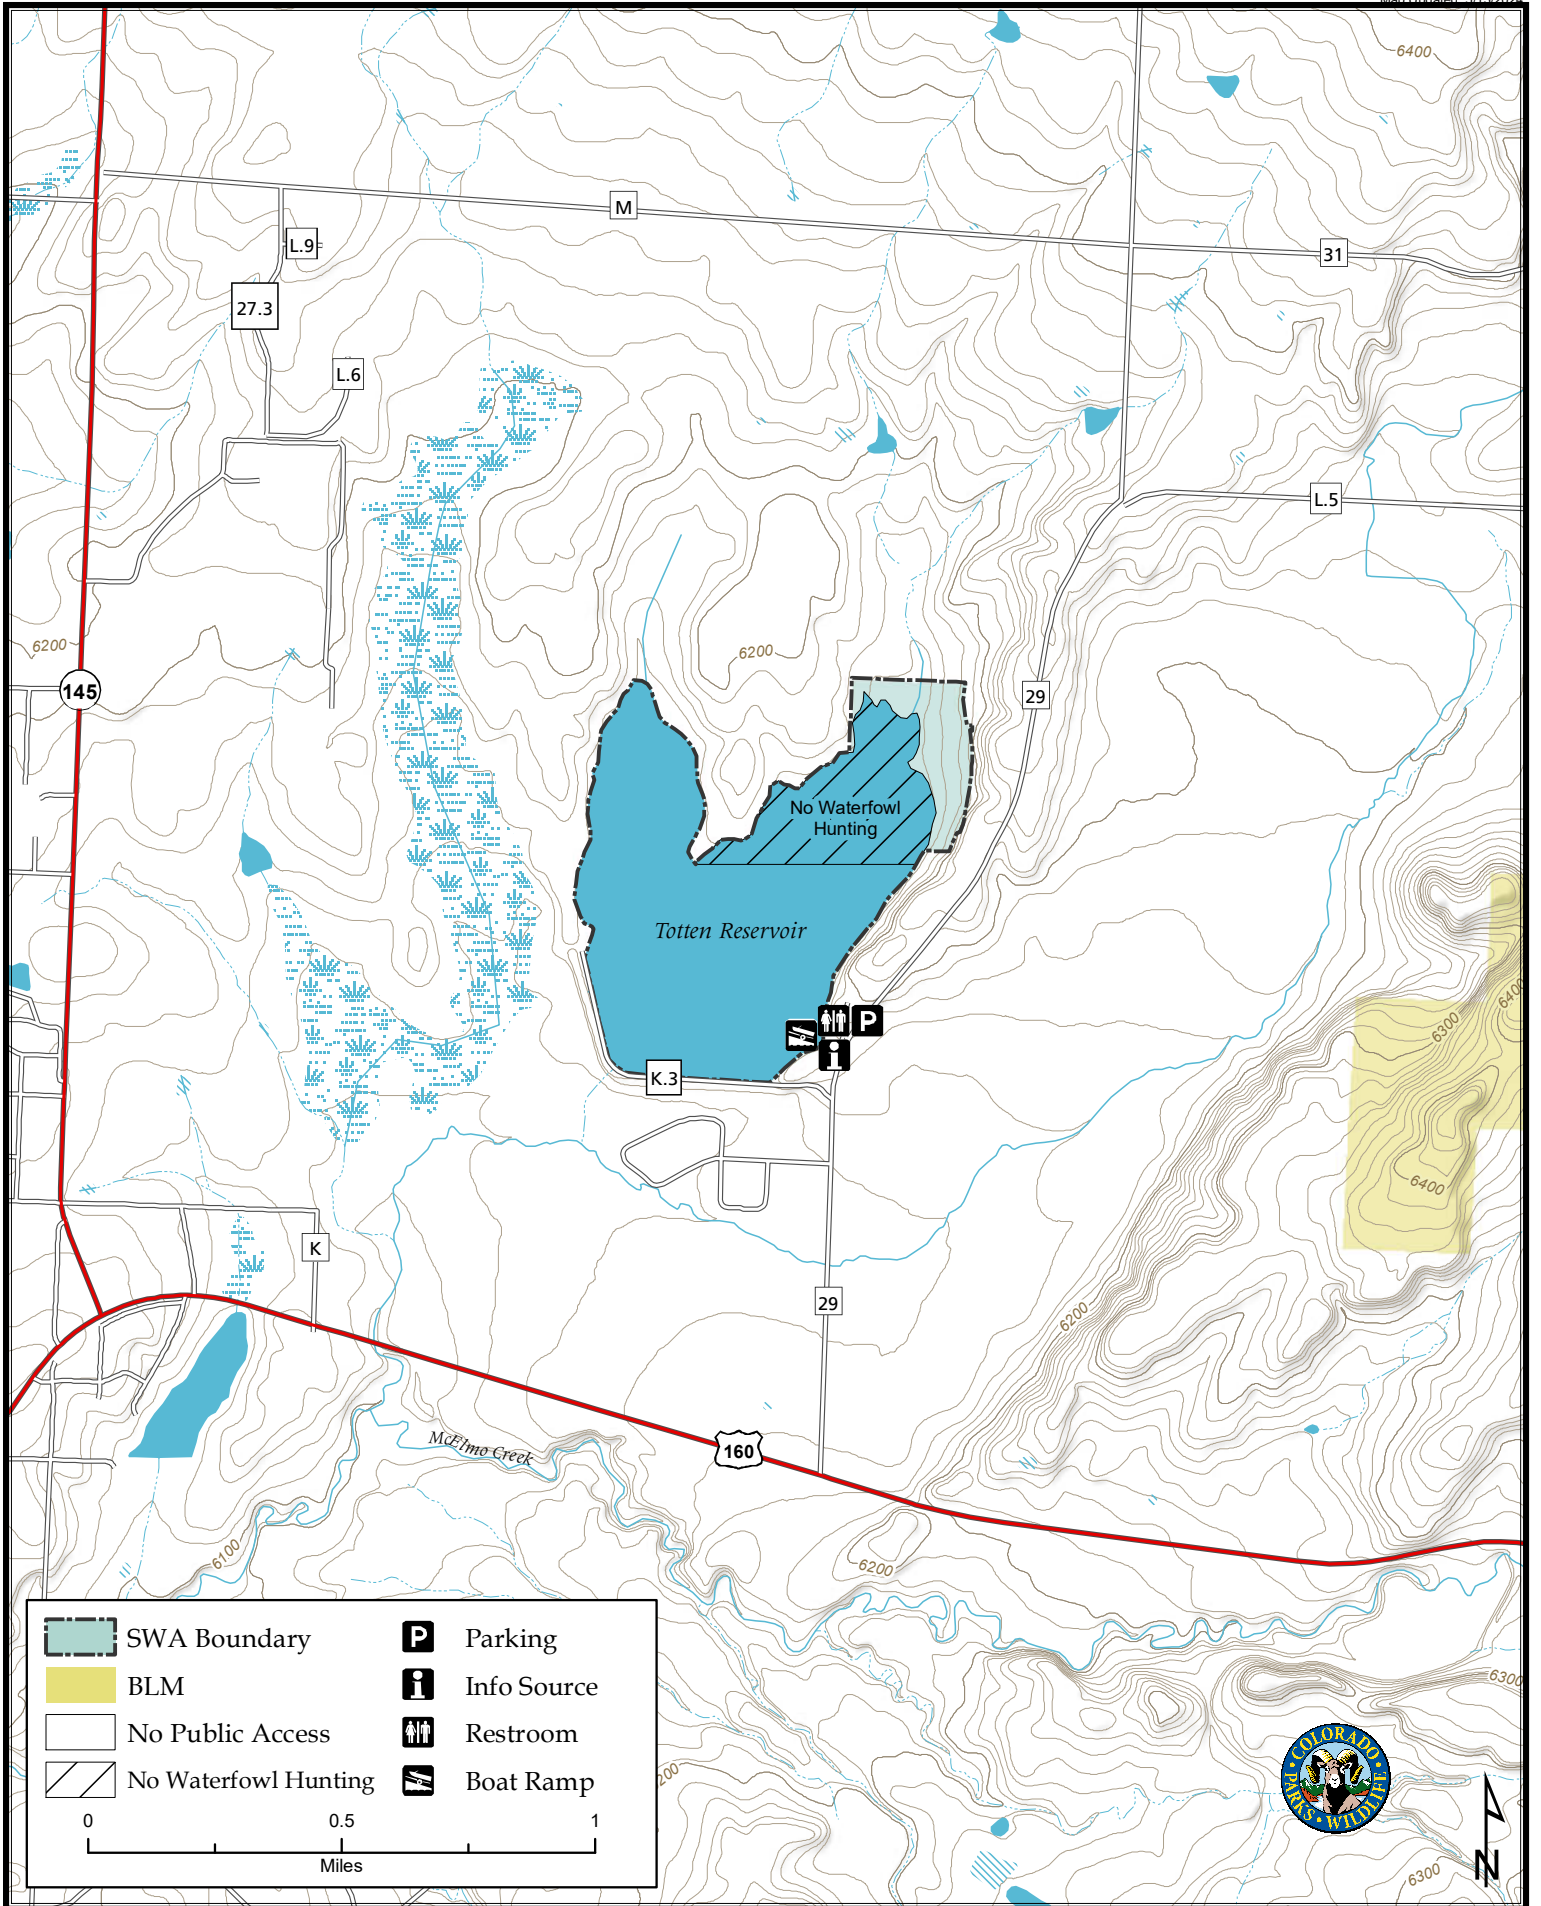 6400
M
L.9
31
27.3
L.6
L.5
6200
6200
145
29
No Waterfowl
Hunting
Totten Reservoir
6400
6300
P
i
K.3
6400
K
29
6200
McElmo Creek
160
6100
6200
SWA Boundary
P
Parking
BLM
i
Info Source
6300
No Public Access
Restroom
No Waterfowl Hunting
Boat Ramp
200
COLORADO
PARKS • WILDLIFE
0
0.5
1
Miles
N
6300